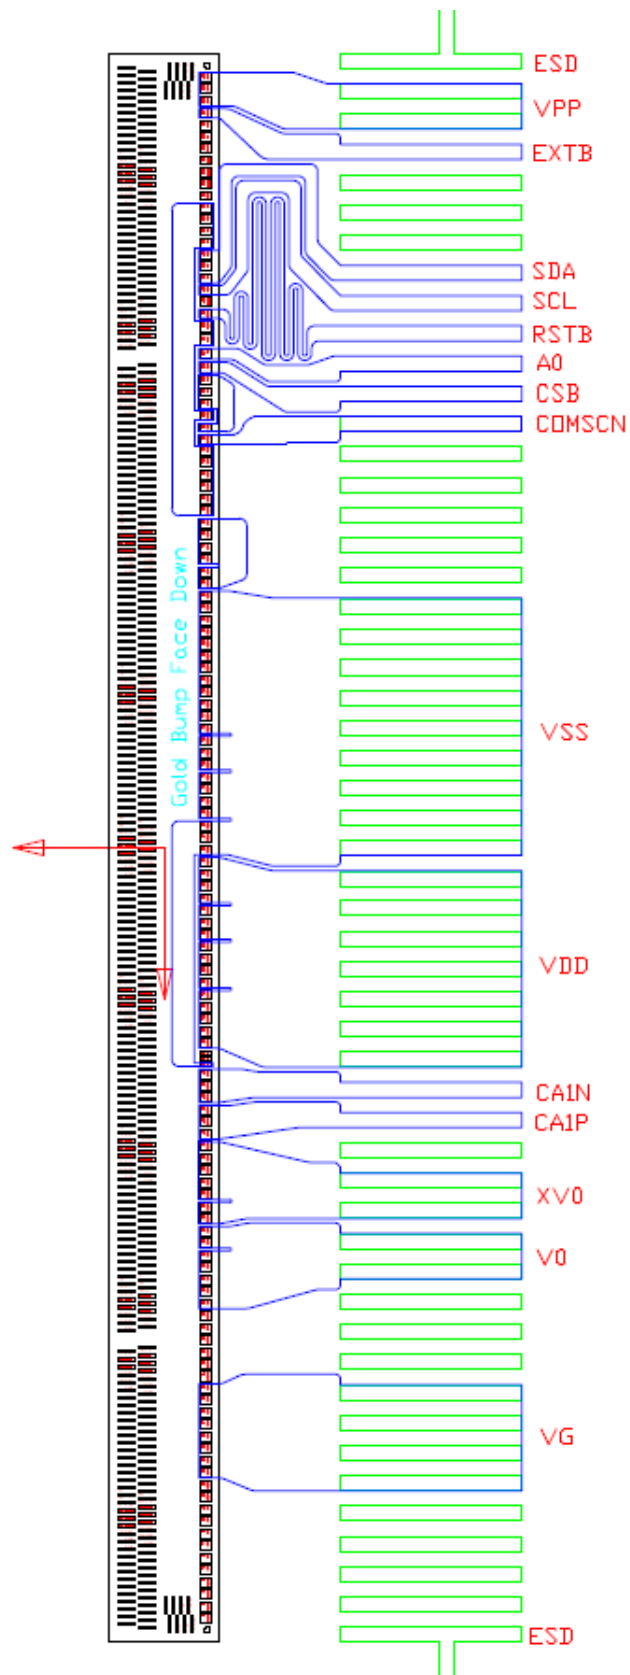 ESD
VPP
EXTB
SDA
SCL
RSTB
A0
CSB
COMSCN
Gold Bump Face Down
VSS
VDD
CA1N
CA1P
XV0
V0
VG
ESD